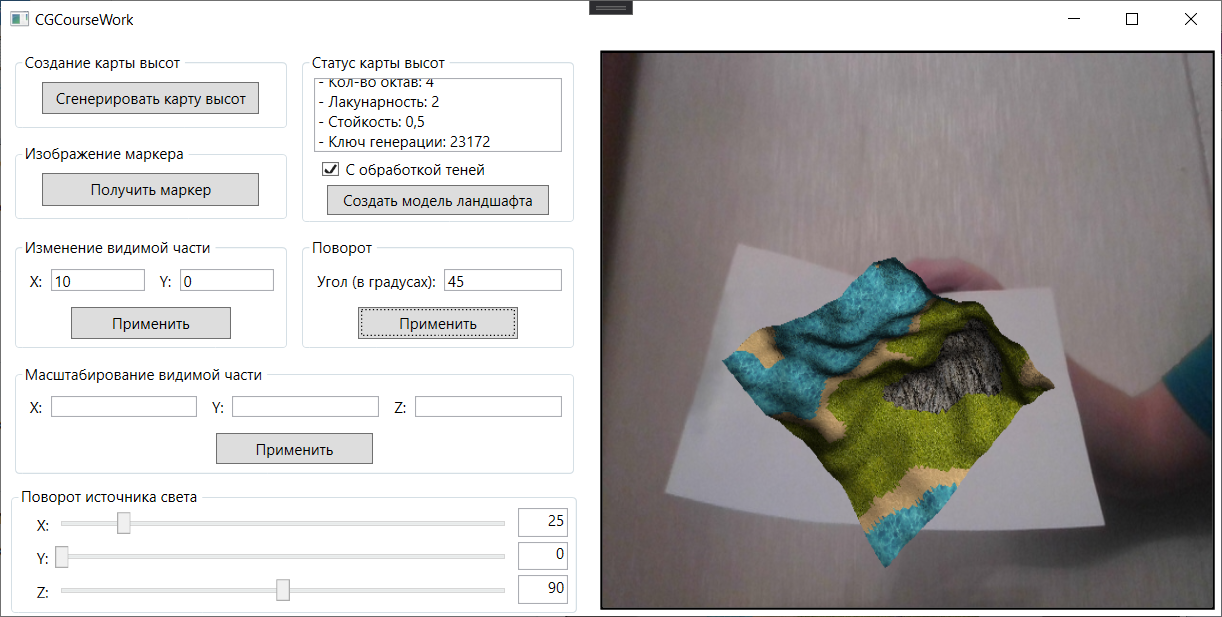 CGCourseWork
Создание карты высот
Сгенерировать карту высот
Изображение маркера
Получить маркер
Статус карты высот
- Кол-во октав: 4
- Лакунарность: 2
- Стойкость: 0,5
- Ключ генерации: 23172
С обработкой теней
Создать модель ландшафта
Изменение видимой части
X: 10 Y: 0
Применить
Поворот
Угол (в градусах): 45
Применить
Масштабирование видимой части
X: Y: Z:
Применить
Поворот источника света
X: 25
Y: 0
Z: 90